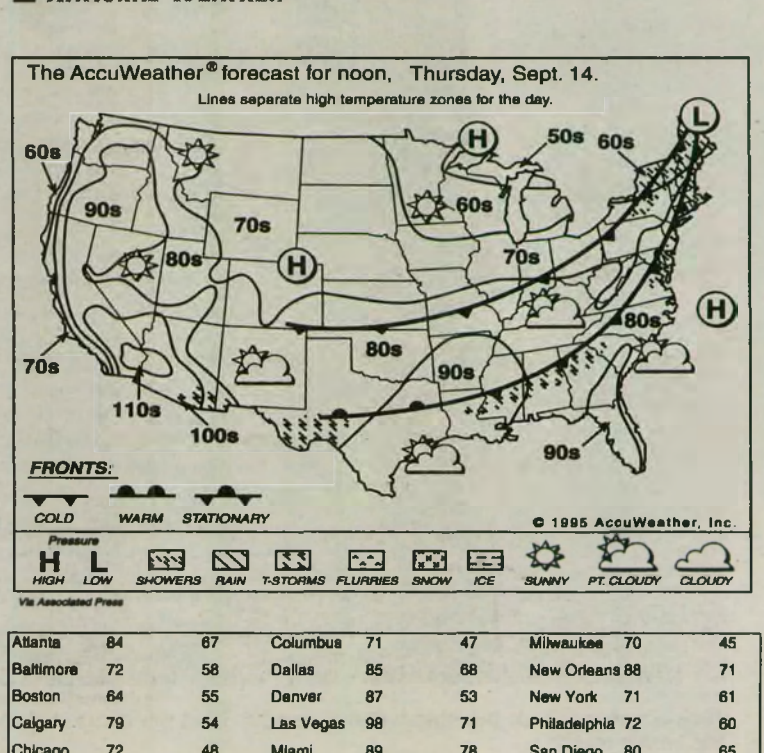 The AccuWeather® forecast for noon, Thursday, Sept. 14.
Lines separate high temperature zones for the day.
60s
H
50s
60s
L
90s
70s
60s
80s
H
70s
H
80s
80s
70s
90s
110s
100s
90s
FRONTS:
COLD WARM STATIONARY
© 1995 AccuWeather, Inc.
Pressure
H L
HIGH LOW SHOWERS RAIN T-STORMS FLURRIES SNOW ICE SUNNY PT. CLOUDY CLOUDY
Via Associated Press
Atlanta 84 67 Columbus 71 47 Milwaukee 70 45
Baltimore 72 58 Dallas 85 68 New Orleans 88 71
Boston 64 55 Denver 87 53 New York 71 61
Calgary 79 54 Las Vegas 98 71 Philadelphia 72 60
Chicago 72 48 Miami 89 78 San Diego 80 65